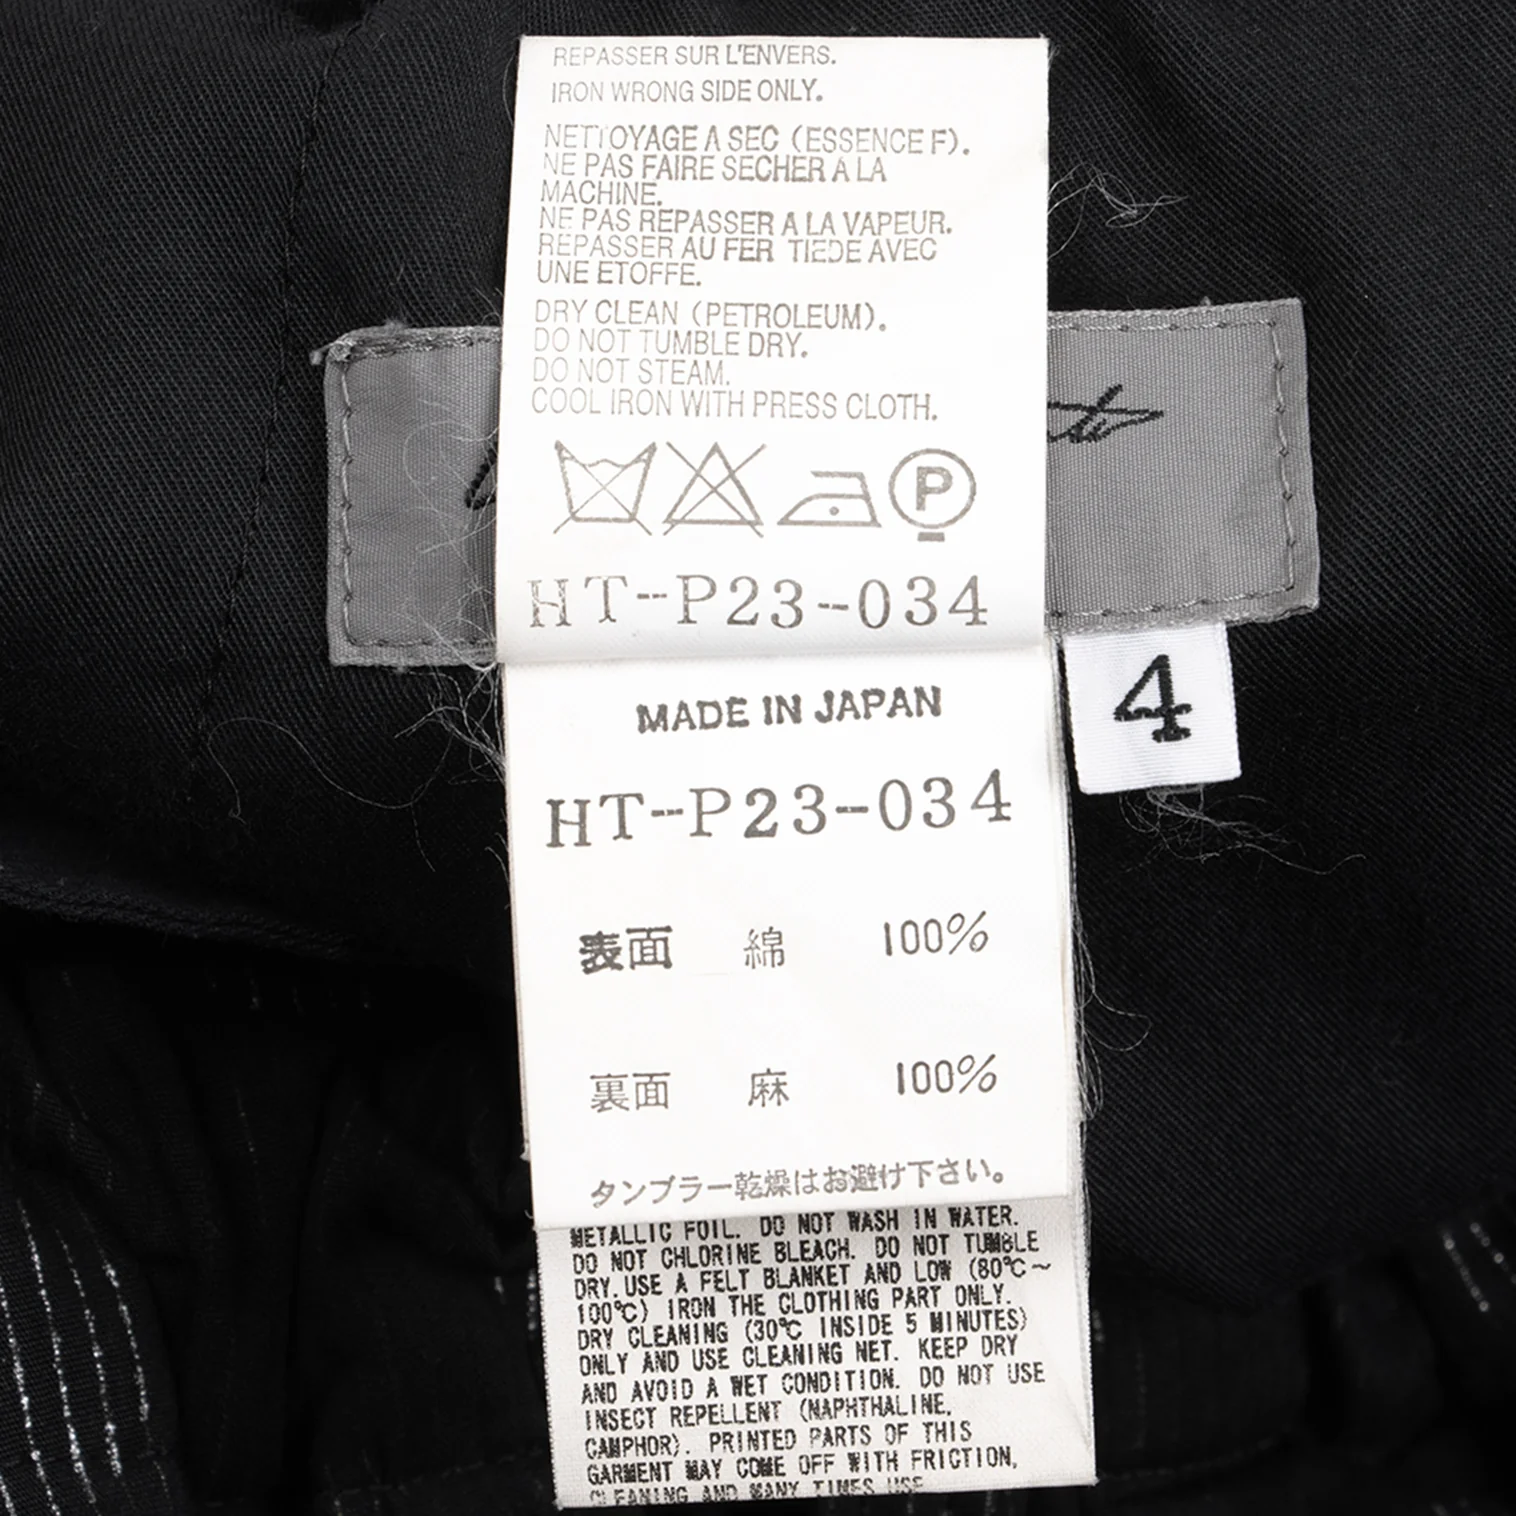 REPASSER SUR L'ENVERS.
IRON WRONG SIDE ONLY.
NETTOYAGE A SEC (ESSENCE F).
NE PAS FAIRE SECHER A LA
MACHINE.
NE PAS REPASSER A LA VAPEUR.
REPASSER AU FER TIEDE AVEC
UNE ETOFFE.
DRY CLEAN (PETROLEUM).
DO NOT TUMBLE DRY.
DO NOT STEAM.
COOL IRON WITH PRESS CLOTH.
P
HT-P23-034
4
MADE IN JAPAN
HT-P23-034
表面 綿 100%
裏面 麻 100%
タンブラー乾燥はお避け下さい。
METALLIC FOIL. DO NOT WASH IN WATER.
DO NOT CHLORINE BLEACH. DO NOT TUMBLE
DRY. USE A FELT BLANKET AND LOW (80℃~
100℃) IRON THE CLOTHING PART ONLY.
DRY CLEANING (30℃ INSIDE 5 MINUTES)
ONLY AND USE CLEANING NET. KEEP DRY
AND AVOID A WET CONDITION. DO NOT USE
INSECT REPELLENT (NAPHTHALINE,
CAMPHOR). PRINTED PARTS OF THIS
GARMENT MAY COME OFF WITH FRICTION,
CLEANING AND MANY TIMES USE